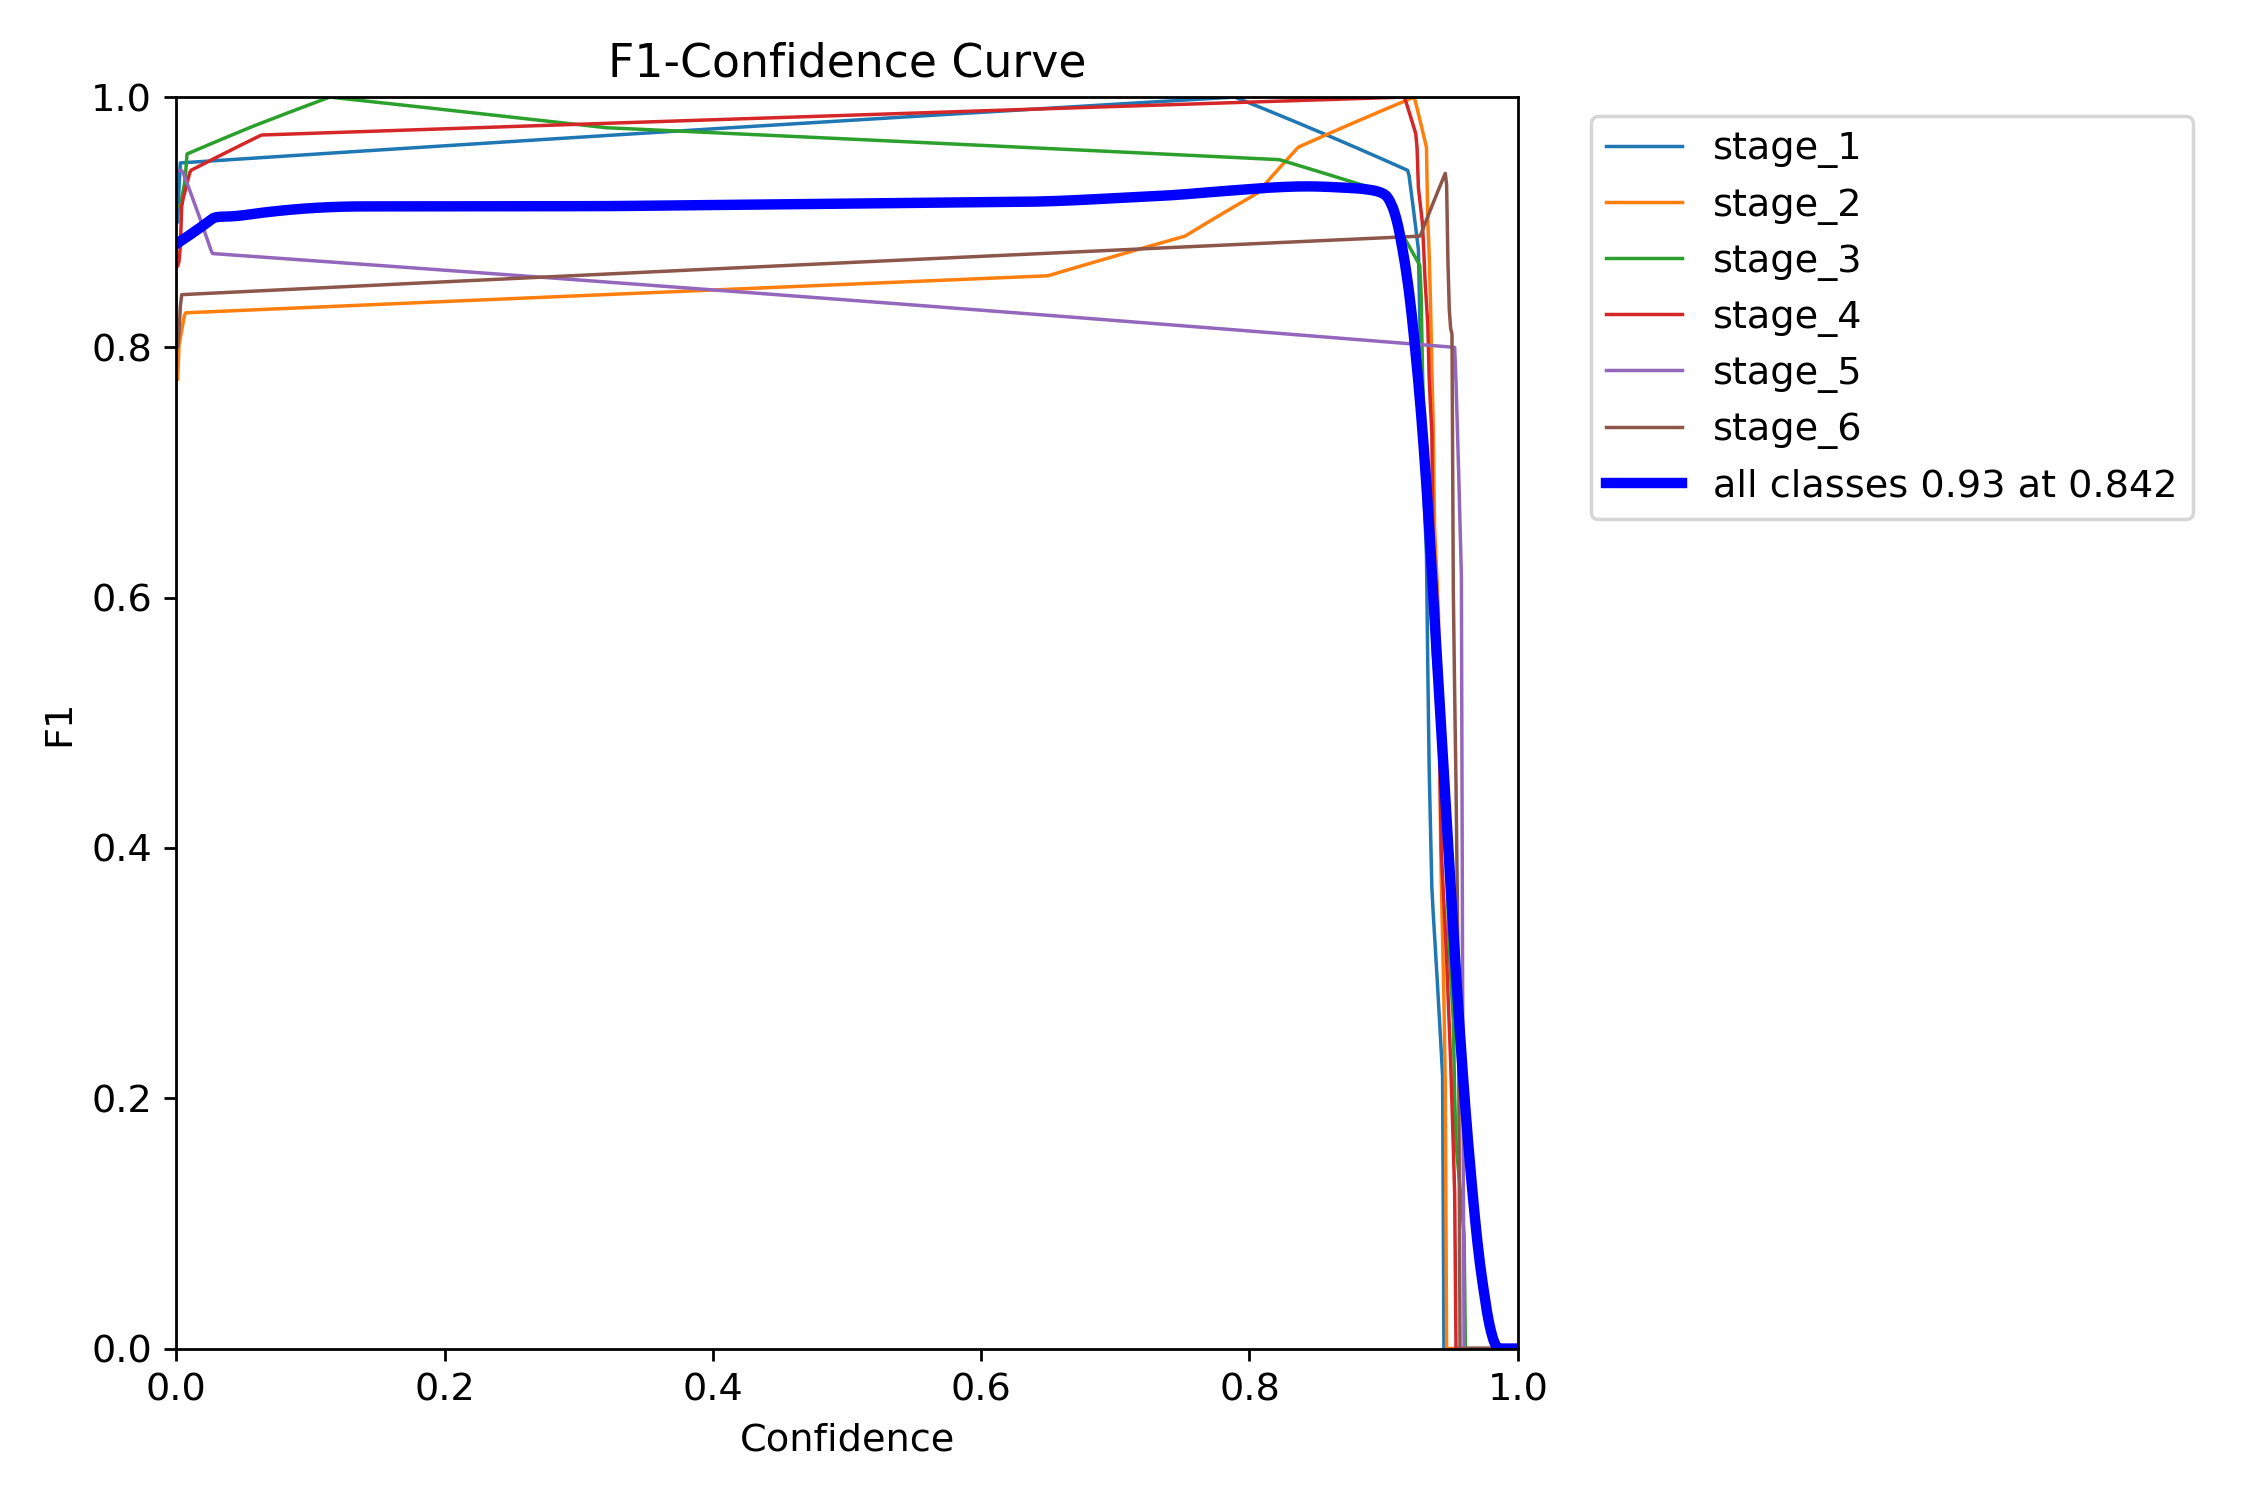 F1-Confidence Curve
1.0
0.8
0.6
0.4
0.2
0.0
F1
0.0 0.2 0.4 0.6 0.8 1.0
Confidence
stage_1
stage_2
stage_3
stage_4
stage_5
stage_6
all classes 0.93 at 0.842